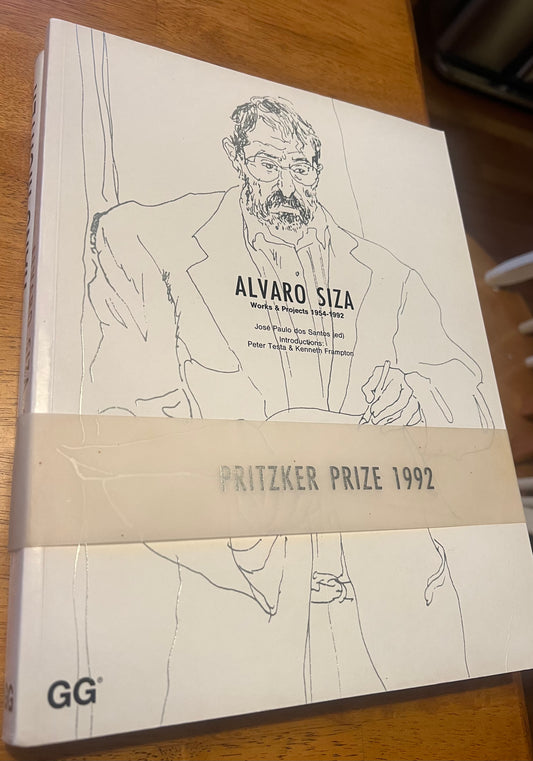 ALVARO SIZA
Works & Projects 1954-1992
José Paulo dos Santos (ed)
Introductions:
Peter Testa & Kenneth Frampton
PRITZKER PRIZE 1992
GG®